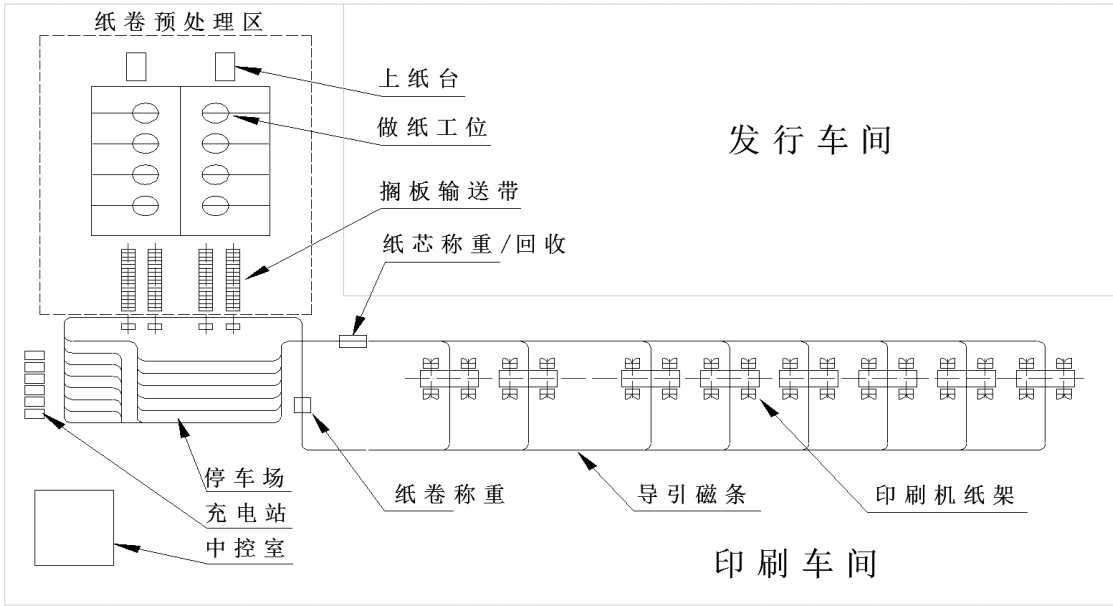 纸卷预处理区
上纸台
做纸工位
发行车间
搁板输送带
纸芯称重/回收
停车场
纸卷称重
导引磁条
印刷机纸架
充电站
中控室
印刷车间